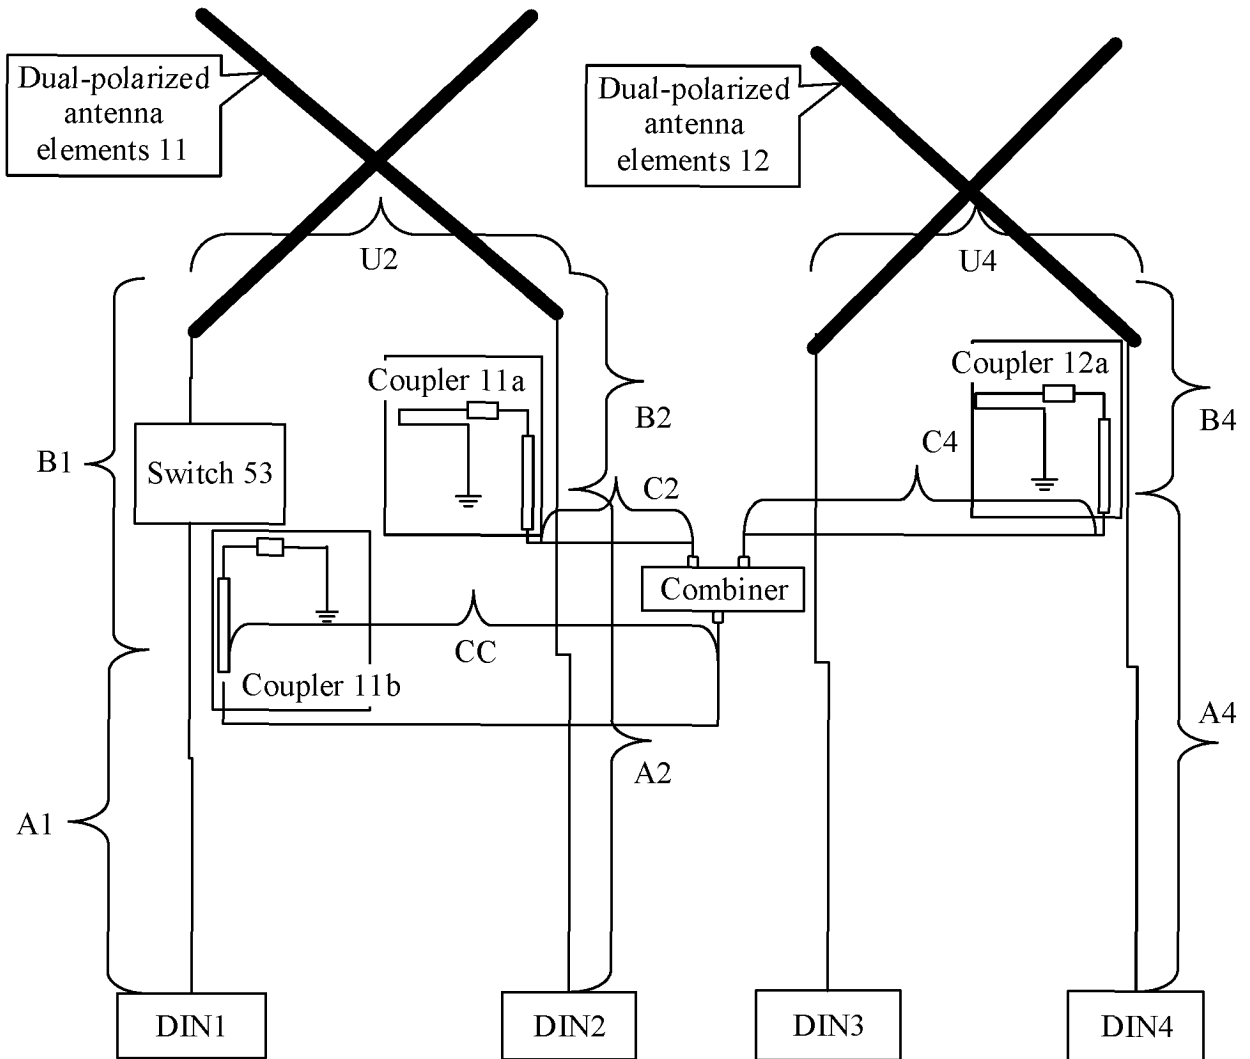 Dual-polarized
antenna
elements 11
Dual-polarized
antenna
elements 12
U2
U4
Coupler 11a
Coupler 12a
B1
B2
B4
Switch 53
C2
C4
Combiner
CC
Coupler 11b
A1
A2
A4
DIN1
DIN2
DIN3
DIN4